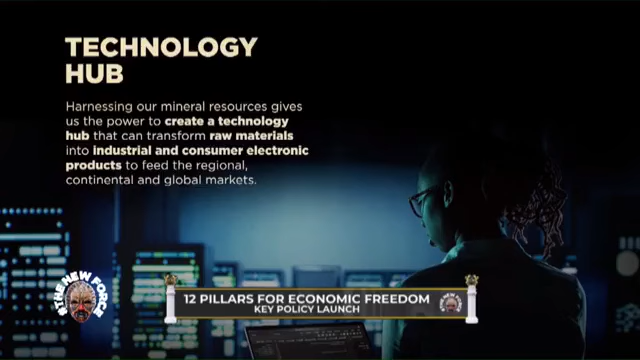 TECHNOLOGY
HUB
Harnessing our mineral resources gives
us the power to create a technology
hub that can transform raw materials
into industrial and consumer electronic
products to feed the regional,
continental and global markets.
#THE NEW FORCE
12 PILLARS FOR ECONOMIC FREEDOM
KEY POLICY LAUNCH